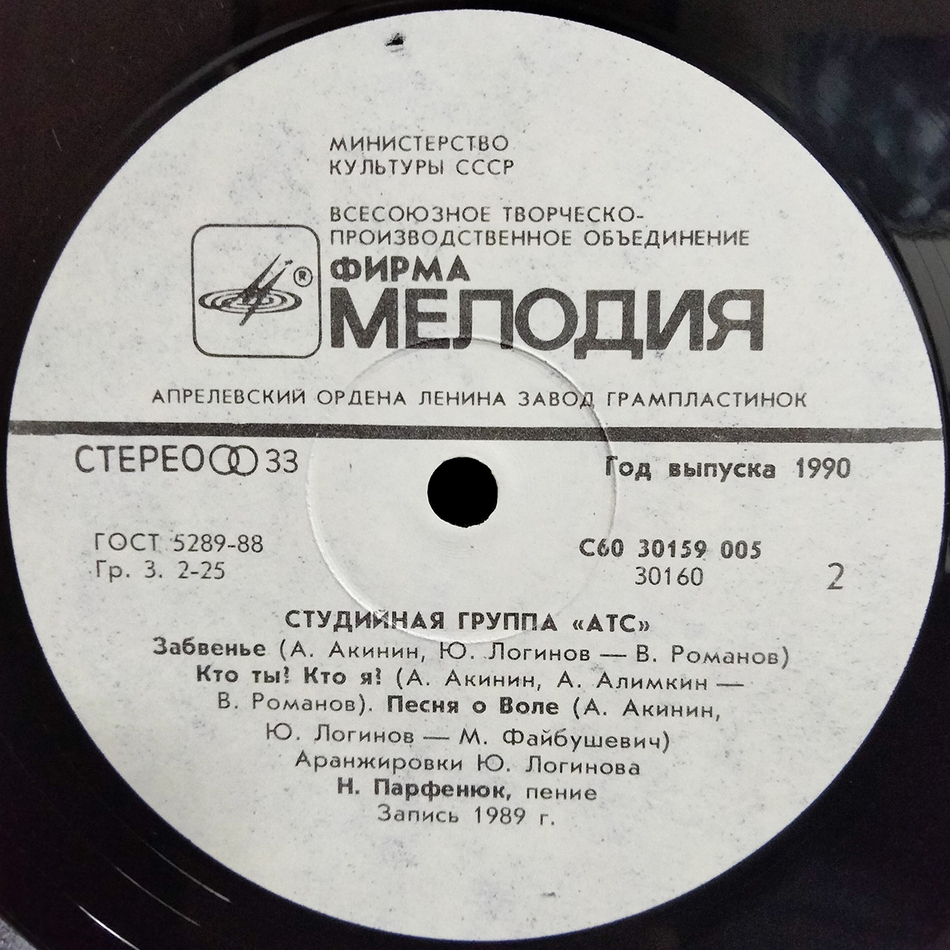 МИНИСТЕРСТВО
КУЛЬТУРЫ СССР
ВСЕСОЮЗНОЕ ТВОРЧЕСКО-
ПРОИЗВОДСТВЕННОЕ ОБЪЕДИНЕНИЕ
ФИРМА
®
МЕЛОДИЯ
АПРЕЛЕВСКИЙ ОРДЕНА ЛЕНИНА ЗАВОД ГРАМПЛАСТИНОК
СТЕРЕО 33
Год выпуска 1990
ГОСТ 5289-88
Гр. 3. 2-25
С60 30159 005
30160
2
СТУДИЙНАЯ ГРУППА «АТС»
Забвенье (А. Акинин, Ю. Логинов — В. Романов)
Кто ты? Кто я? (А. Акинин, А. Алимкин —
В. Романов). Песня о Воле (А. Акинин,
Ю. Логинов — М. Файбушевич)
Аранжировки Ю. Логинова
Н. Парфенюк, пение
Запись 1989 г.